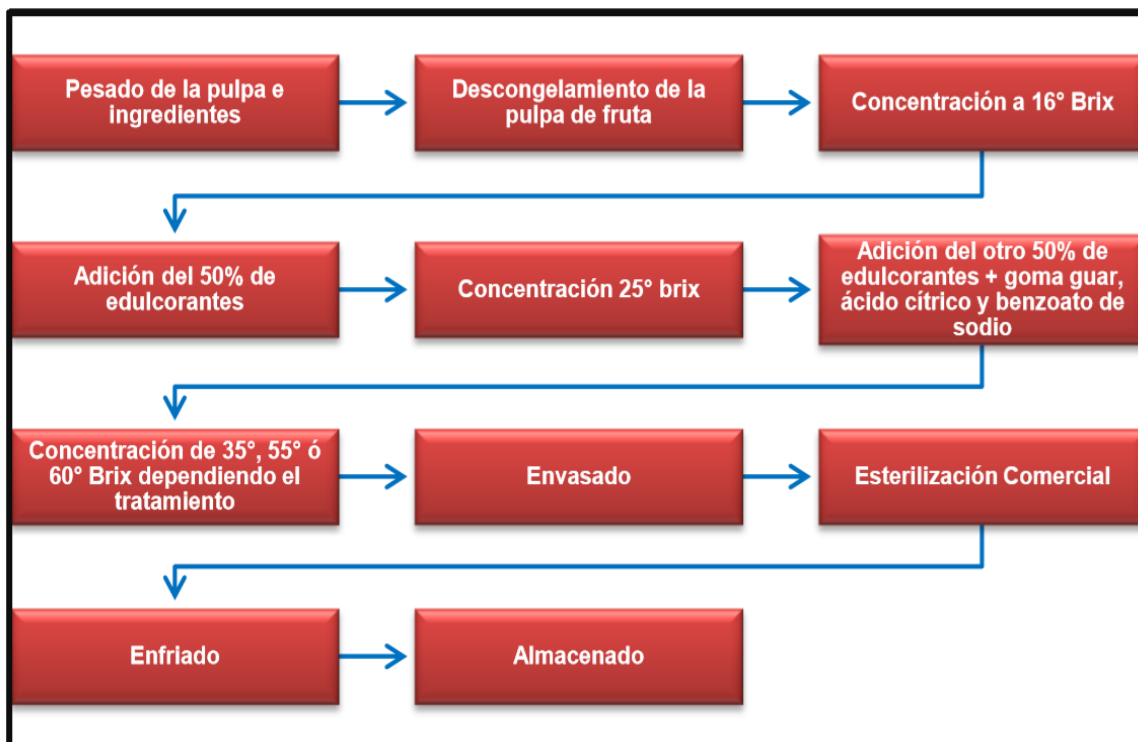 Pesado de la pulpa e
ingredientes
Descongelamiento de la
pulpa de fruta
Concentración a 16° Brix
Adición del 50% de
edulcorantes
Concentración 25° brix
Adición del otro 50% de
edulcorantes + goma guar,
ácido cítrico y benzoato de
sodio
Concentración de 35°, 55° ó
60° Brix dependiendo el
tratamiento
Envasado
Esterilización Comercial
Enfriado
Almacenado